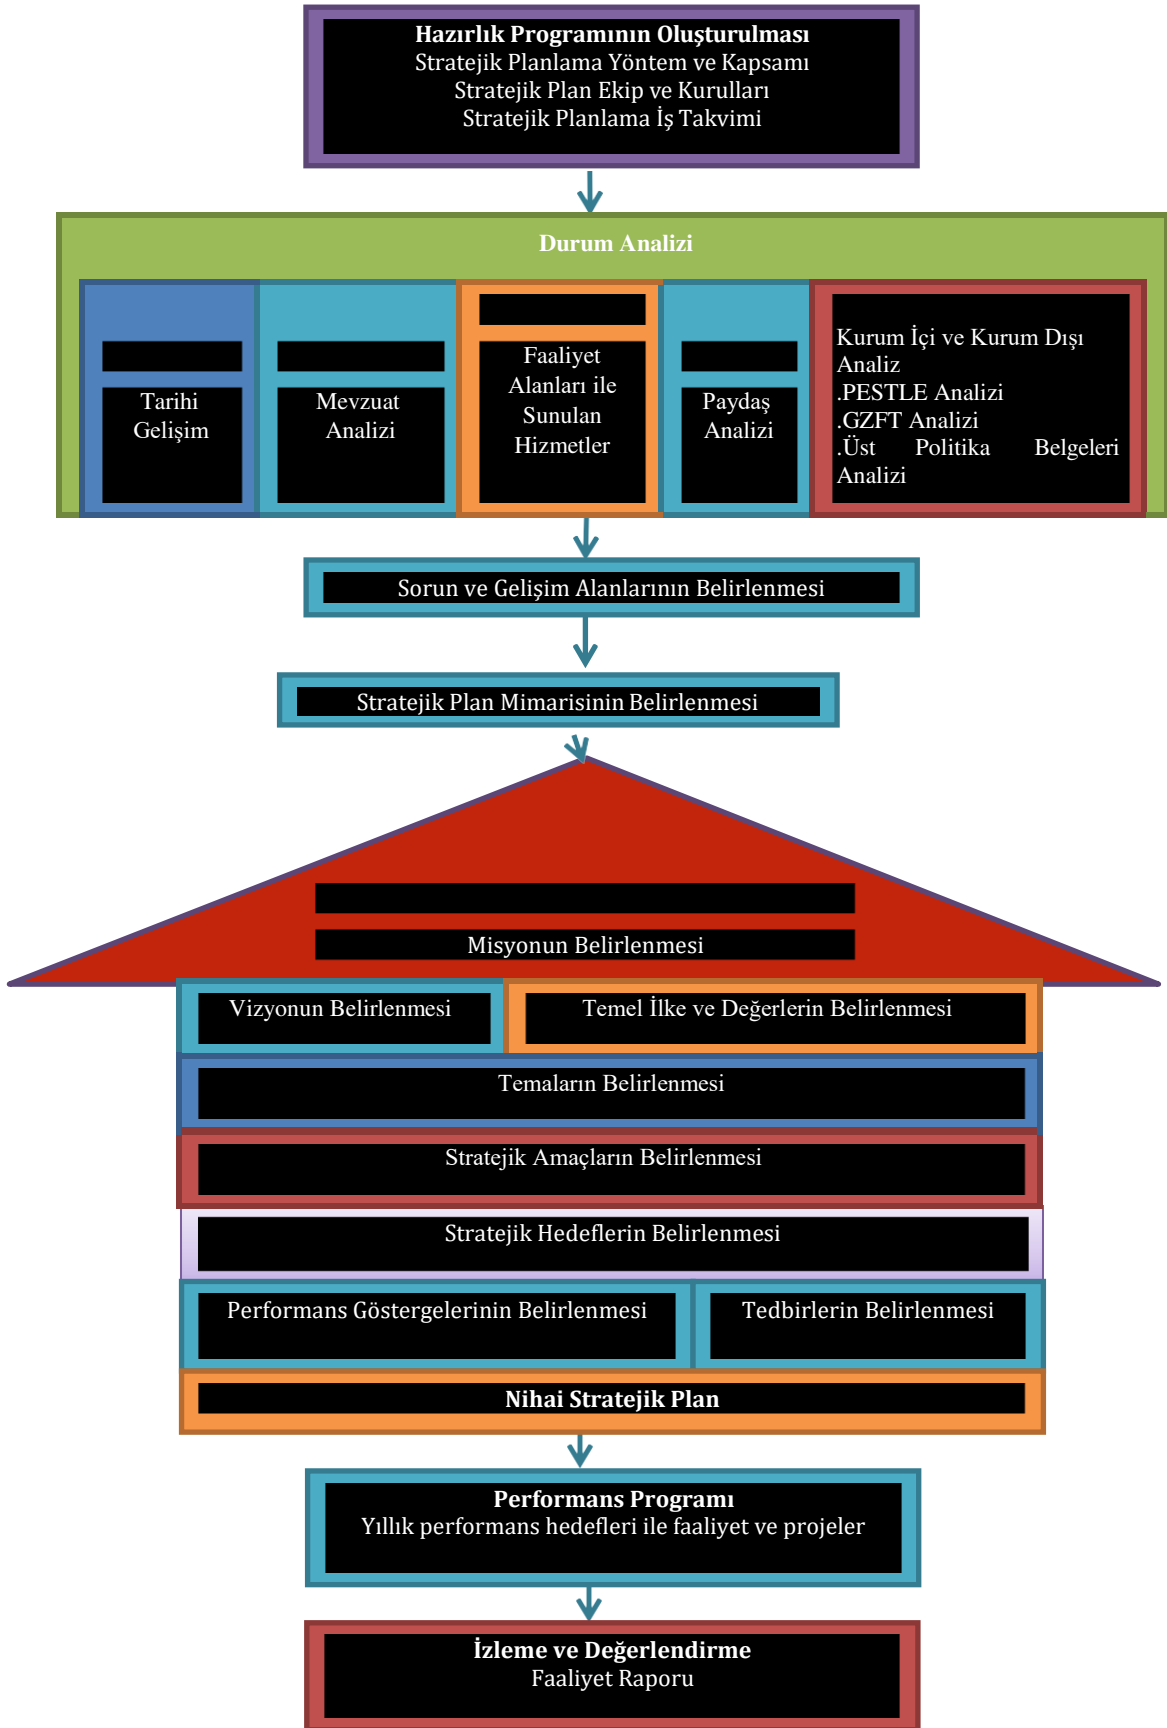 Hazırlık Programının Oluşturulması
Stratejik Planlama Yöntem ve Kapsamı
Stratejik Plan Ekip ve Kurulları
Stratejik Planlama İş Takvimi
Durum Analizi
Tarihi
Gelişim
Mevzuat
Analizi
Faaliyet
Alanları ile
Sunulan
Hizmetler
Paydaş
Analizi
Kurum İçi ve Kurum Dışı
Analiz
.PESTLE Analizi
.GZFT Analizi
.Üst Politika Belgeleri
Analizi
Sorun ve Gelişim Alanlarının Belirlenmesi
Stratejik Plan Mimarisinin Belirlenmesi
Misyonun Belirlenmesi
Vizyonun Belirlenmesi
Temel İlke ve Değerlerin Belirlenmesi
Temaların Belirlenmesi
Stratejik Amaçların Belirlenmesi
Stratejik Hedeflerin Belirlenmesi
Performans Göstergelerinin Belirlenmesi
Tedbirlerin Belirlenmesi
Nihai Stratejik Plan
Performans Programı
Yıllık performans hedefleri ile faaliyet ve projeler
İzleme ve Değerlendirme
Faaliyet Raporu